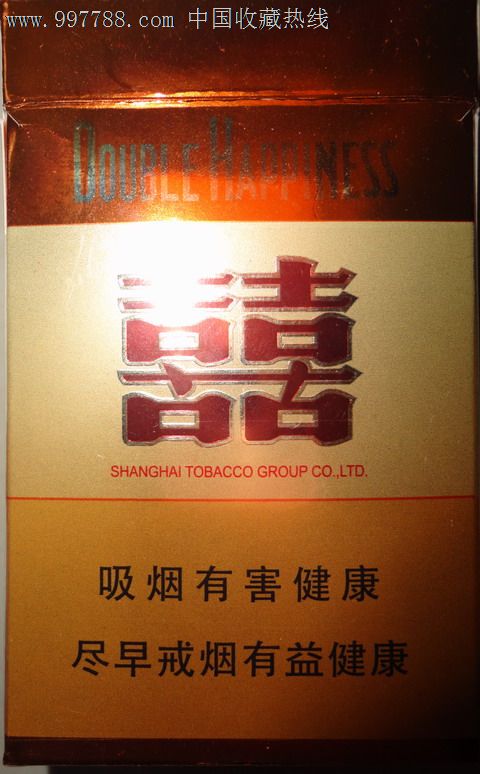 www.997788.com 中国收藏热线
DOUBLE HAPPINESS
囍
SHANGHAI TOBACCO GROUP CO.,LTD.
吸烟有害健康
尽早戒烟有益健康